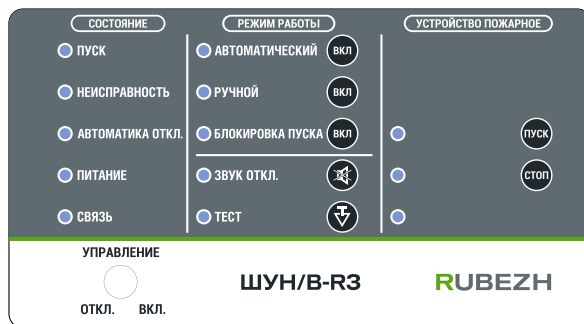 СОСТОЯНИЕ
ПУСК
НЕИСПРАВНОСТЬ
АВТОМАТИКА ОТКЛ.
ПИТАНИЕ
СВЯЗЬ
РЕЖИМ РАБОТЫ
АВТОМАТИЧЕСКИЙ ВКЛ
РУЧНОЙ ВКЛ
БЛОКИРОВКА ПУСКА ВКЛ
ЗВУК ОТКЛ.
ТЕСТ
УСТРОЙСТВО ПОЖАРНОЕ
ПУСК
СТОП
УПРАВЛЕНИЕ
ОТКЛ. ВКЛ.
ШУН/В-R3
RUBEZH